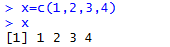 > x=c(1,2,3,4)
> x
[1] 1 2 3 4